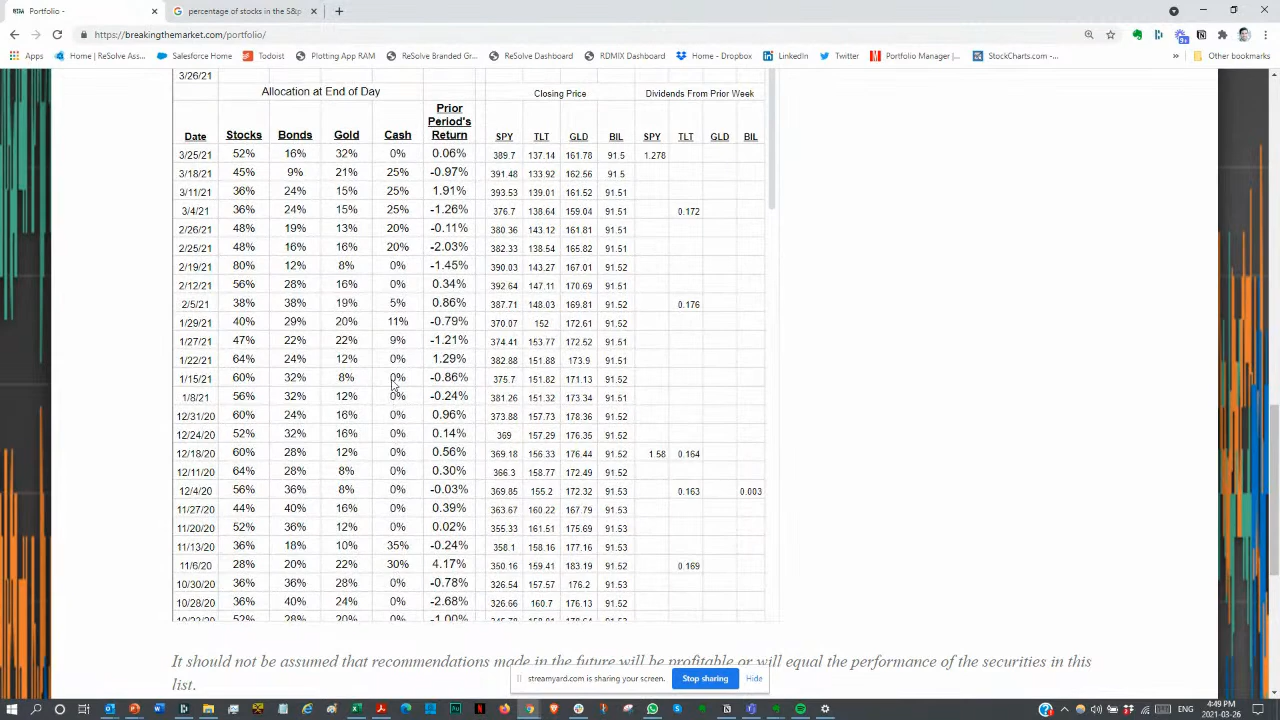 Portfolio -
percentage of stocks in the S&p
https://breakingthemarket.com/portfolio/
Apps
Home | ReSolve Ass...
Salesforce Home
Todoist
Plotting App RAM
ReSolve Branded Gr...
ReSolve Dashboard
RDMIX Dashboard
Home - Dropbox
LinkedIn
Twitter
Portfolio Manager |...
StockCharts.com -...
Other bookmarks
3/26/21
Allocation at End of Day Closing Price Dividends From Prior Week
Date Stocks Bonds Gold Cash Prior Period's Return SPY TLT GLD BIL SPY TLT GLD BIL
3/25/21 52% 16% 32% 0% 0.06% 389.7 137.14 161.78 91.5 1.278
3/18/21 45% 9% 21% 25% -0.97% 391.48 133.92 162.56 91.5
3/11/21 36% 24% 15% 25% 1.91% 393.53 139.01 161.52 91.51
3/4/21 36% 24% 15% 25% -1.26% 376.7 138.64 159.04 91.51 0.172
2/26/21 48% 19% 13% 20% -0.11% 380.36 143.12 161.81 91.51
2/25/21 48% 16% 16% 20% -2.03% 382.33 138.54 165.82 91.51
2/19/21 80% 12% 8% 0% -1.45% 390.03 143.27 167.01 91.52
2/12/21 56% 28% 16% 0% 0.34% 392.64 147.11 170.69 91.51
2/5/21 38% 38% 19% 5% 0.86% 387.71 148.03 169.81 91.52 0.176
1/29/21 40% 29% 20% 11% -0.79% 370.07 152 172.61 91.52
1/27/21 47% 22% 22% 9% -1.21% 374.41 153.77 172.52 91.51
1/22/21 64% 24% 12% 0% 1.29% 382.88 151.88 173.9 91.51
1/15/21 60% 32% 8% 0% -0.86% 375.7 151.82 171.13 91.52
1/8/21 56% 32% 12% 0% -0.24% 381.26 151.32 173.34 91.51
12/31/20 60% 24% 16% 0% 0.96% 373.88 157.73 178.36 91.52
12/24/20 52% 32% 16% 0% 0.14% 369 157.29 176.35 91.52
12/18/20 60% 28% 12% 0% 0.56% 369.18 156.33 176.44 91.52 1.58 0.164
12/11/20 64% 28% 8% 0% 0.30% 366.3 158.77 172.49 91.52
12/4/20 56% 36% 8% 0% -0.03% 369.85 155.2 172.32 91.53 0.163 0.003
11/27/20 44% 40% 16% 0% 0.39% 363.67 160.22 167.79 91.53
11/20/20 52% 36% 12% 0% 0.02% 355.33 161.51 175.69 91.53
11/13/20 36% 18% 10% 35% -0.24% 358.1 158.16 177.16 91.53
11/6/20 28% 20% 22% 30% 4.17% 350.16 159.41 183.19 91.52 0.169
10/30/20 36% 36% 28% 0% -0.78% 326.54 157.57 176.2 91.53
10/28/20 36% 40% 24% 0% -2.68% 326.66 160.7 176.13 91.52
52% 28% 20% 0% -1.00%
It should not be assumed that recommendations made in the future will be profitable or will equal the performance of the securities in this
list.
streamyard.com is sharing your screen.
Stop sharing
Hide
4:49 PM
2021-03-26